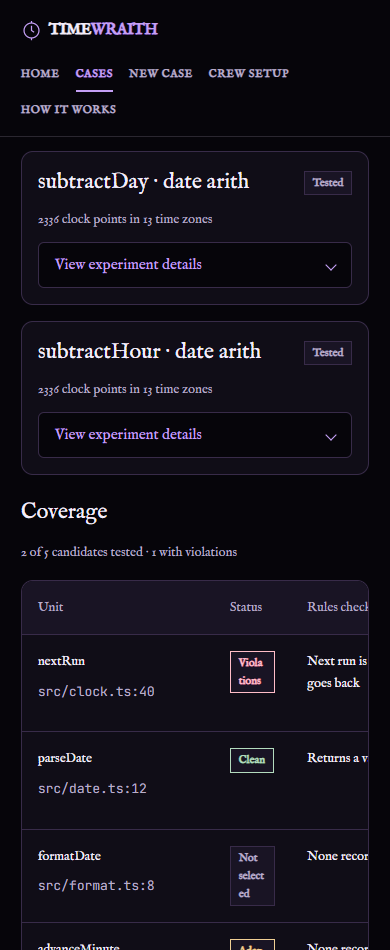 TIMEWRAITH
HOME CASES NEW CASE CREW SETUP
HOW IT WORKS
subtractDay · date arith Tested
2336 clock points in 13 time zones
View experiment details
subtractHour · date arith Tested
2336 clock points in 13 time zones
View experiment details
Coverage
2 of 5 candidates tested · 1 with violations
Unit Status Rules check
nextRun Viola Next run is
src/clock.ts:40 tions goes back
parseDate Clean Returns a v
src/date.ts:12
formatDate Not None recor
src/format.ts:8 select
ed
advanceMinute None recor